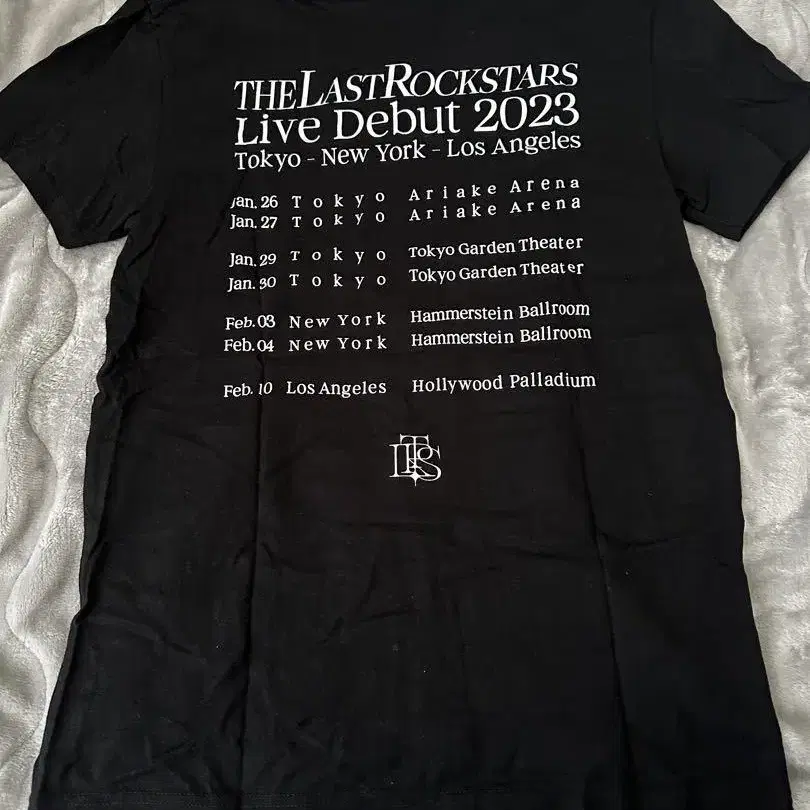 THE LAST ROCKSTARS
Live Debut 2023
Tokyo - New York - Los Angeles
Jan. 26 Tokyo Ariake Arena
Jan. 27 Tokyo Ariake Arena
Jan. 29 Tokyo Tokyo Garden Theater
Jan. 30 Tokyo Tokyo Garden Theater
Feb. 03 New York Hammerstein Ballroom
Feb. 04 New York Hammerstein Ballroom
Feb. 10 Los Angeles Hollywood Palladium
TLRS